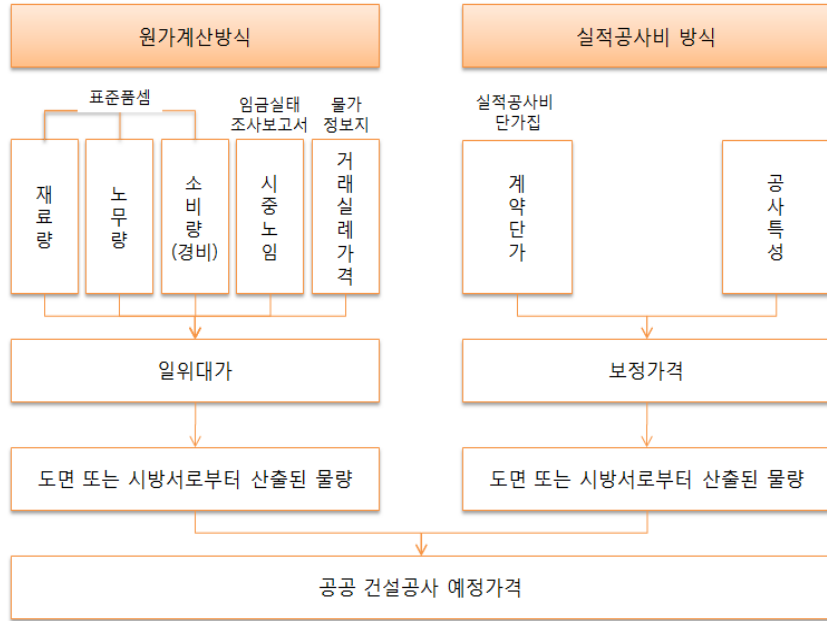 원가계산방식
실적공사비 방식
표준품셈
임금실태
조사보고서
물가
정보지
실적공사비
단가집
재료량
노무량
소비량
(경비)
시중노임
거래실례가격
계약단가
공사특성
일위대가
보정가격
도면 또는 시방서로부터 산출된 물량
도면 또는 시방서로부터 산출된 물량
공공 건설공사 예정가격